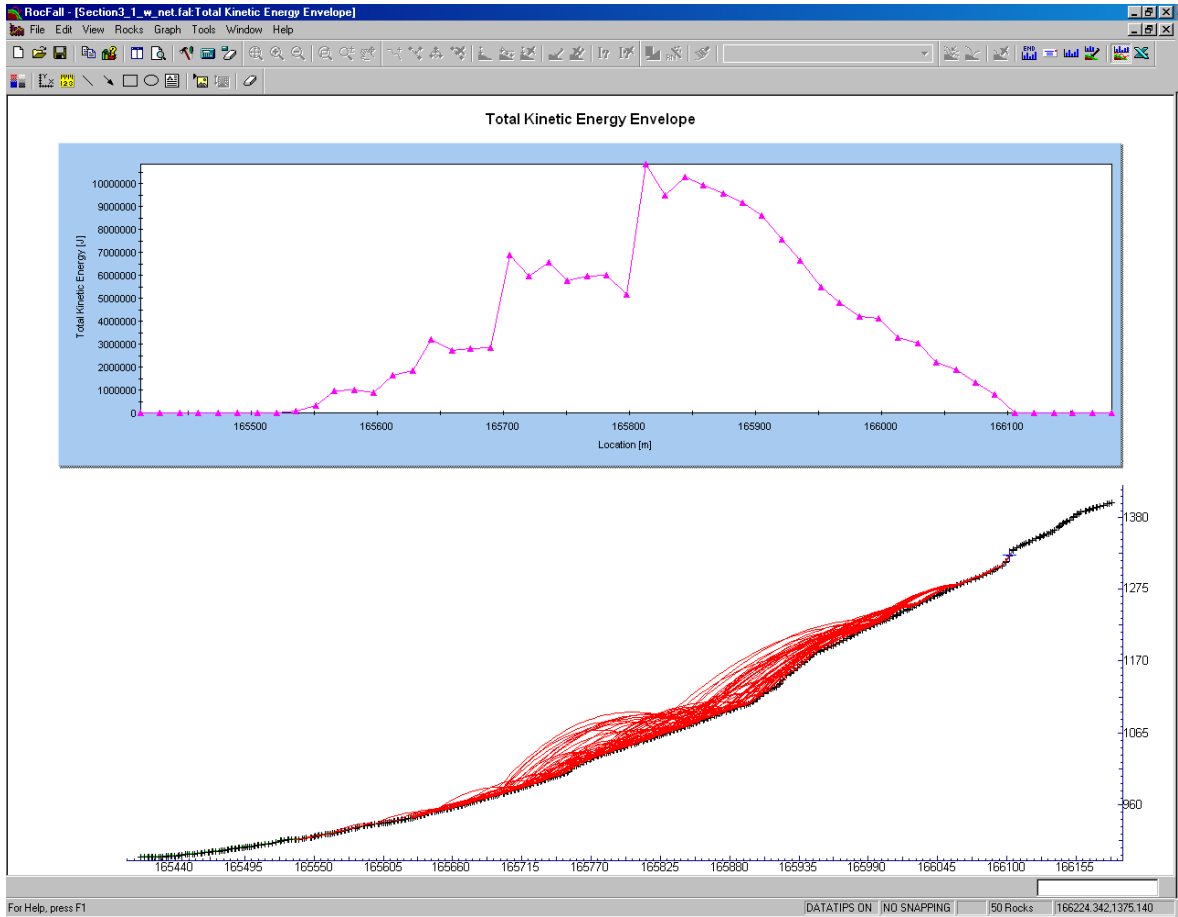 RocFall - [Section3_1_w_net.fal:Total Kinetic Energy Envelope]
File Edit View Rocks Graph Tools Window Help
Total Kinetic Energy Envelope
Total Kinetic Energy [J]
10000000
9000000
8000000
7000000
6000000
5000000
4000000
3000000
2000000
1000000
0
165500 165600 165700 165800 165900 166000 166100
Location [m]
1380
1275
1170
1065
960
165440 165495 165550 165605 165660 165715 165770 165825 165880 165935 165990 166045 166100 166155
For Help, press F1
DATATIPS ON NO SNAPPING 50 Rocks 166224.342,1375.140